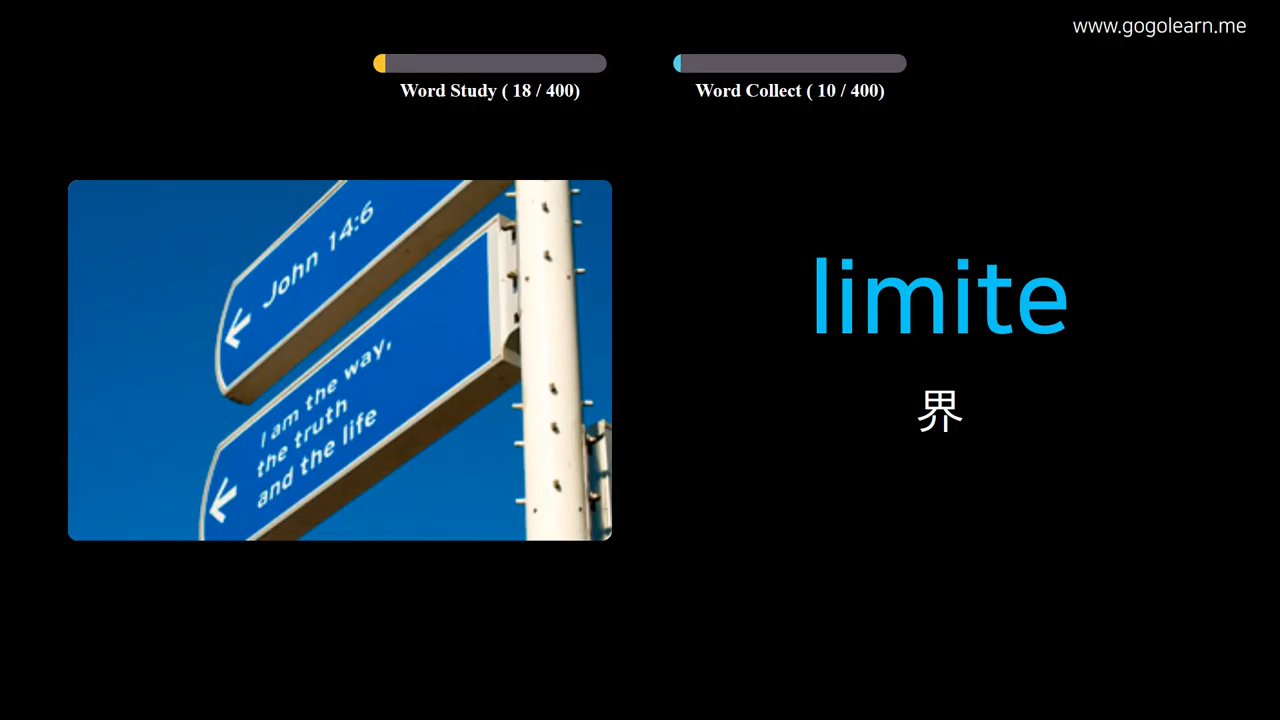 www.gogolearn.me
Word Study ( 18 / 400)
Word Collect ( 10 / 400)
John 14:6
I am the way,
the truth
and the life
limite
界